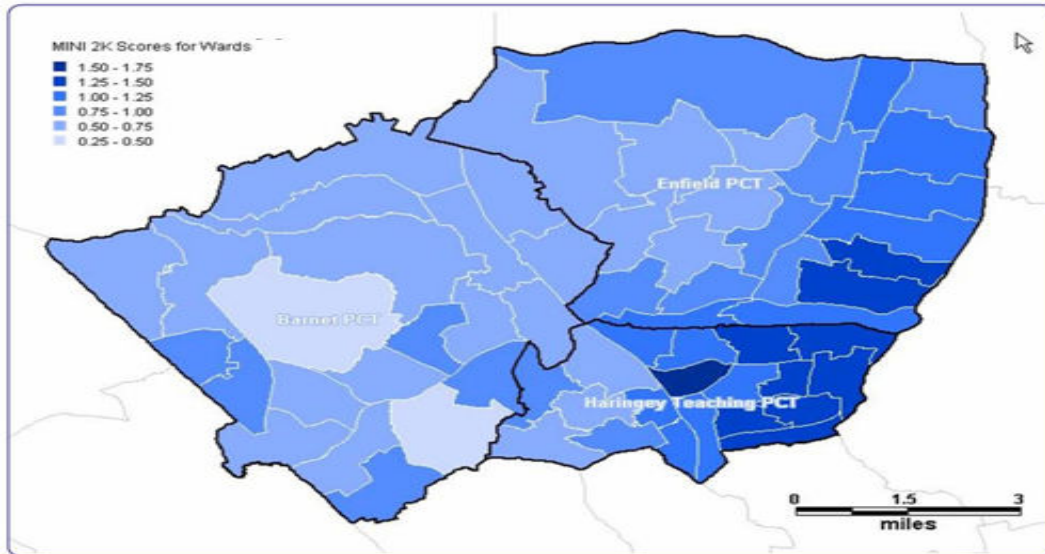 MINI 2K Scores for Wards
1.50 - 1.75
1.25 - 1.50
1.00 - 1.25
0.75 - 1.00
0.50 - 0.75
0.25 - 0.50
Enfield PCT
Barnet PCT
Haringey Teaching PCT
0 1.5 3
miles